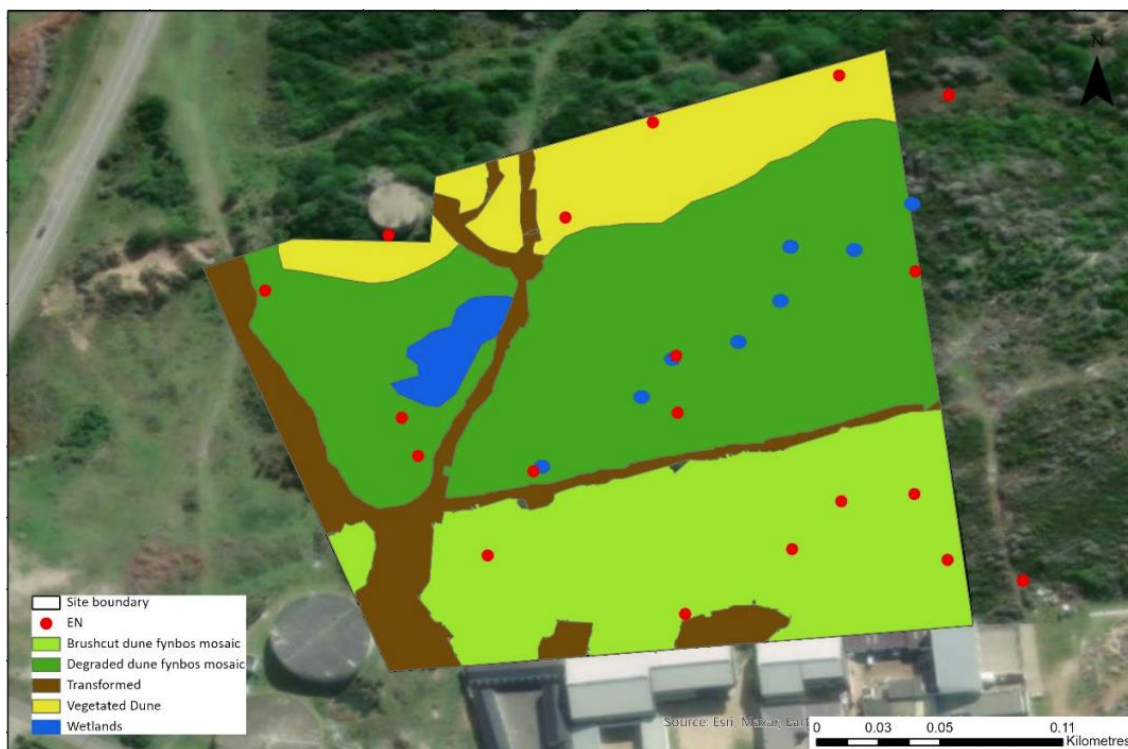 N
Site boundary
EN
Brushcut dune fynbos mosaic
Degraded dune fynbos mosaic
Transformed
Vegetated Dune
Wetlands
Source: Esri, Maxar, Eart
0 0.03 0.05 0.11
Kilometres